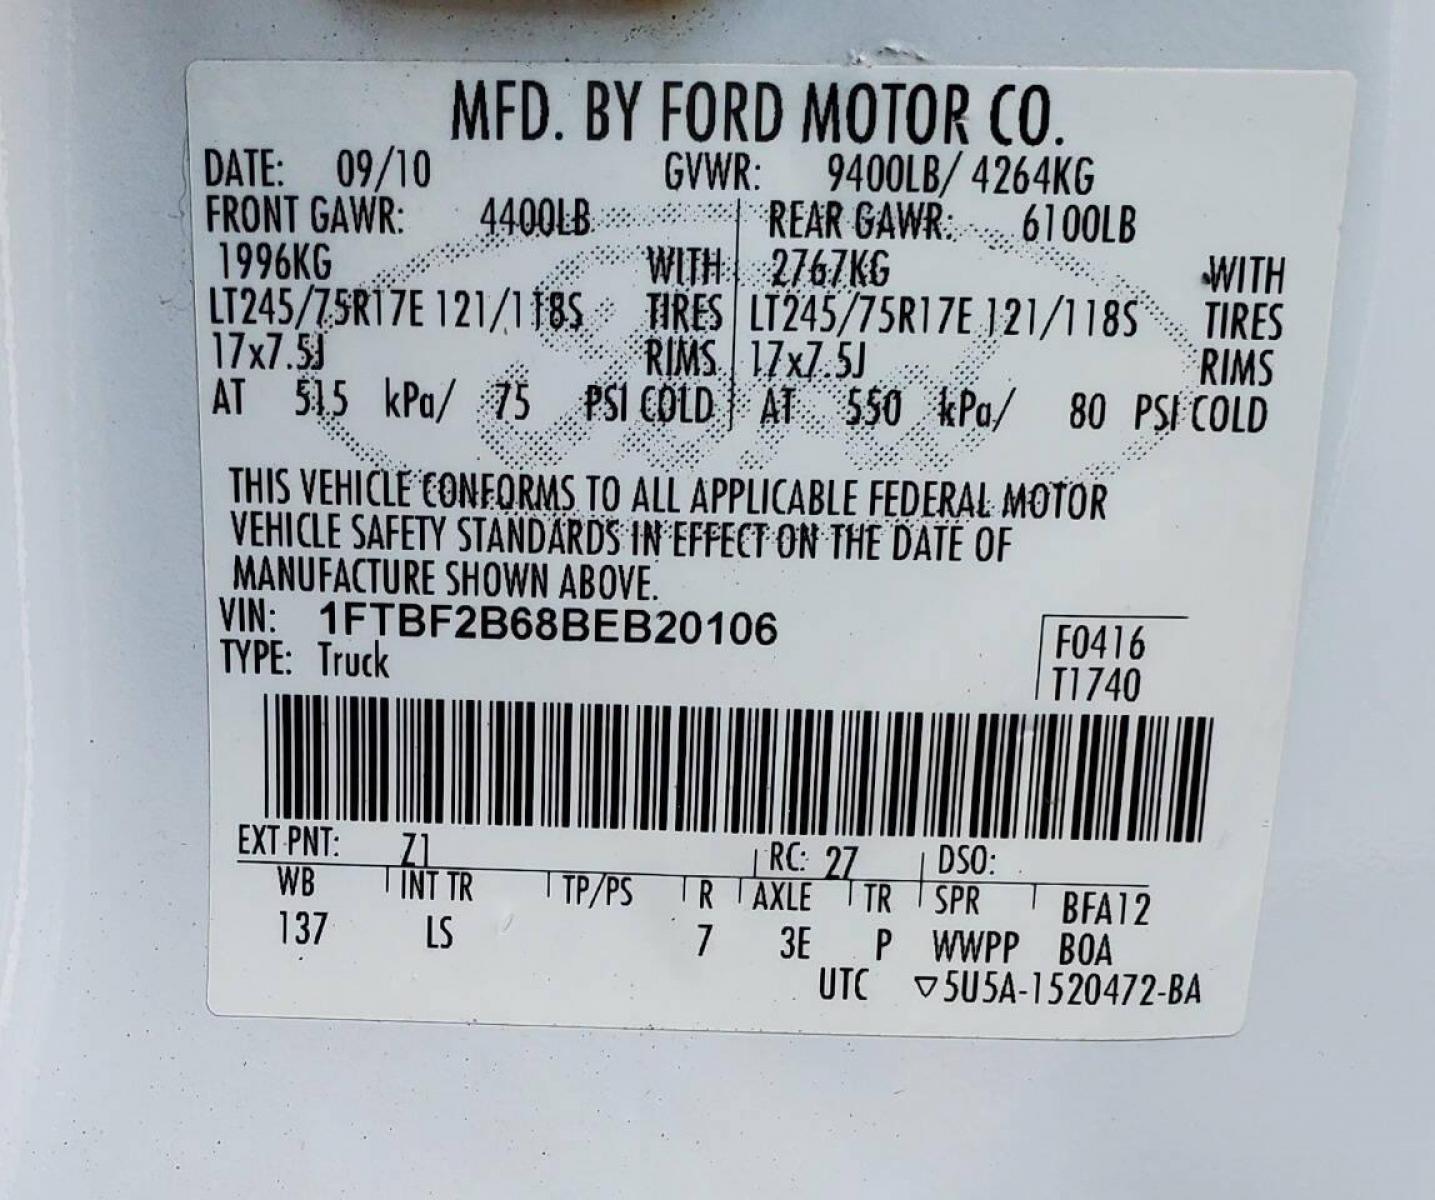 MFD. BY FORD MOTOR CO.
DATE: 09/10 GVWR: 9400LB/ 4264KG
FRONT GAWR: 4400LB REAR GAWR: 6100LB
1996KG WITH 2767KG WITH
LT245/75R17E 121/118S TIRES LT245/75R17E 121/118S TIRES
17x7.5J RIMS 17x7.5J RIMS
AT 515 kPa/ 75 PSI COLD AT 550 kPa/ 80 PSI COLD
THIS VEHICLE CONFORMS TO ALL APPLICABLE FEDERAL MOTOR
VEHICLE SAFETY STANDARDS IN EFFECT ON THE DATE OF
MANUFACTURE SHOWN ABOVE.
VIN: 1FTBF2B68BEB20106 F0416
TYPE: Truck T1740
EXT PNT: Z1 RC: 27 DSO:
WB INT TR TP/PS R AXLE TR SPR BFA12
137 LS 7 3E P WWPP BOA
UTC ▽5U5A-1520472-BA